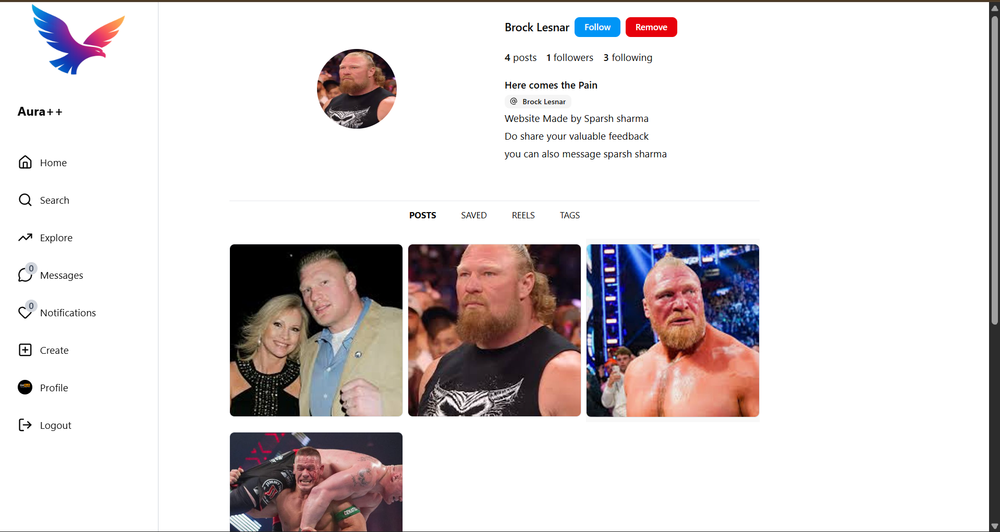 Aura++
Home
Search
Explore
0
Messages
0
Notifications
Create
Profile
Logout
Brock Lesnar Follow Remove
4 posts 1 followers 3 following
Here comes the Pain
@ Brock Lesnar
Website Made by Sparsh sharma
Do share your valuable feedback
you can also message sparsh sharma
POSTS SAVED REELS TAGS
JIMMY
CENATI